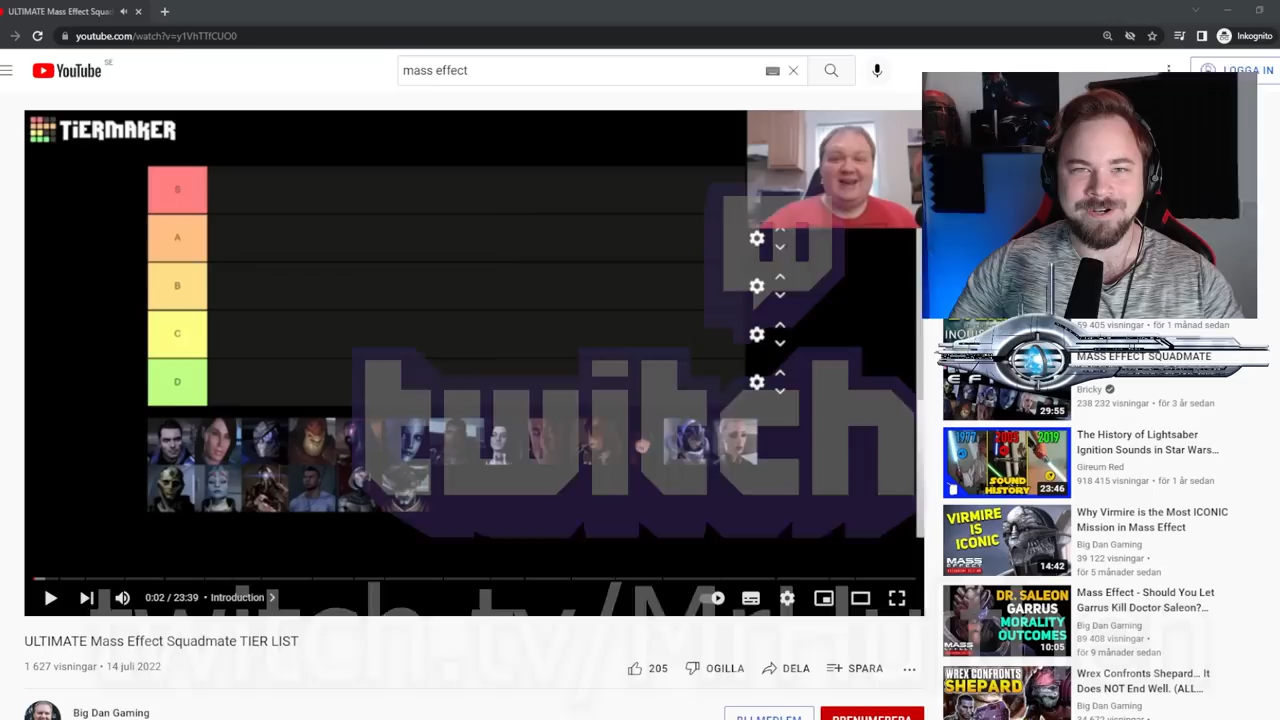 ULTIMATE Mass Effect Squad
youtube.com/watch?v=y1VhTTfCUO0
Inkognito
YouTube SE
mass effect
LOGGA IN
TiERMAKER
S
A
B
C
D
twitch
0:02 / 23:39 • Introduction
ULTIMATE Mass Effect Squadmate TIER LIST
1 627 visningar • 14 juli 2022
205
OGILLA
DELA
SPARA
Big Dan Gaming
59 405 visningar • för 1 månad sedan
MASS EFFECT SQUADMATE
Bricky
238 232 visningar • för 3 år sedan
29:55
The History of Lightsaber
Ignition Sounds in Star Wars...
Gireum Red
918 415 visningar • för 1 år sedan
1977
2005
2019
SOUND
HISTORY
23:46
Why Virmire is the Most ICONIC
Mission in Mass Effect
Big Dan Gaming
39 122 visningar •
för 5 månader sedan
VIRMIRE
IS
ICONIC
14:42
Mass Effect - Should You Let
Garrus Kill Doctor Saleon?...
Big Dan Gaming
89 408 visningar •
för 9 månader sedan
DR. SALEON
GARRUS
MORALITY
OUTCOMES
10:05
Wrex Confronts Shepard... It
Does NOT End Well. (ALL...
Big Dan Gaming
WREX CONFRONTS
SHEPARD